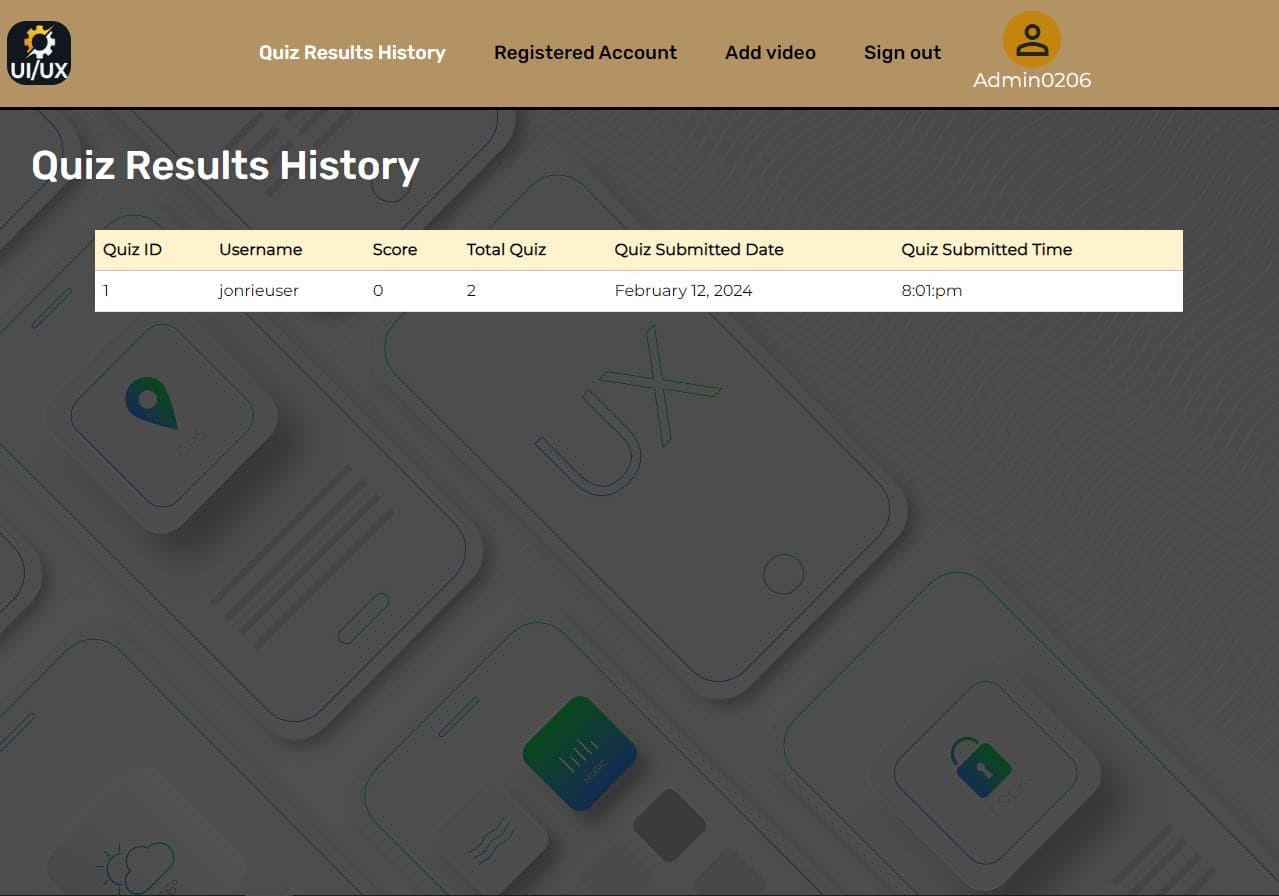 UI/UX
Quiz Results History Registered Account Add video Sign out
Admin0206
Quiz Results History
Quiz ID Username Score Total Quiz Quiz Submitted Date Quiz Submitted Time
1 jonrieuser 0 2 February 12, 2024 8:01:pm
UX
GPS
MUSIC
LOCK